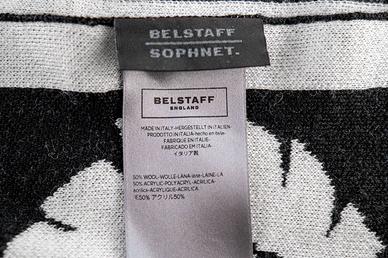 BELSTAFF
SOPHNET.
BELSTAFF
ENGLAND
MADE IN ITALY-HERGESTELLT IN ITALIEN-
PRODOTTO IN ITALIA-hecho en italia-
FABRIQUE EN ITALIE-
FABRICADO EM ITALIA-
イタリア製
50% WOOL-WOLLE-LANA-lana-LAINE-LA
50% ACRYLIC-POLYACRYL-ACRILICA-
acrilica-ACRYLIQUE-ACRILICA-
毛50% アクリル50%